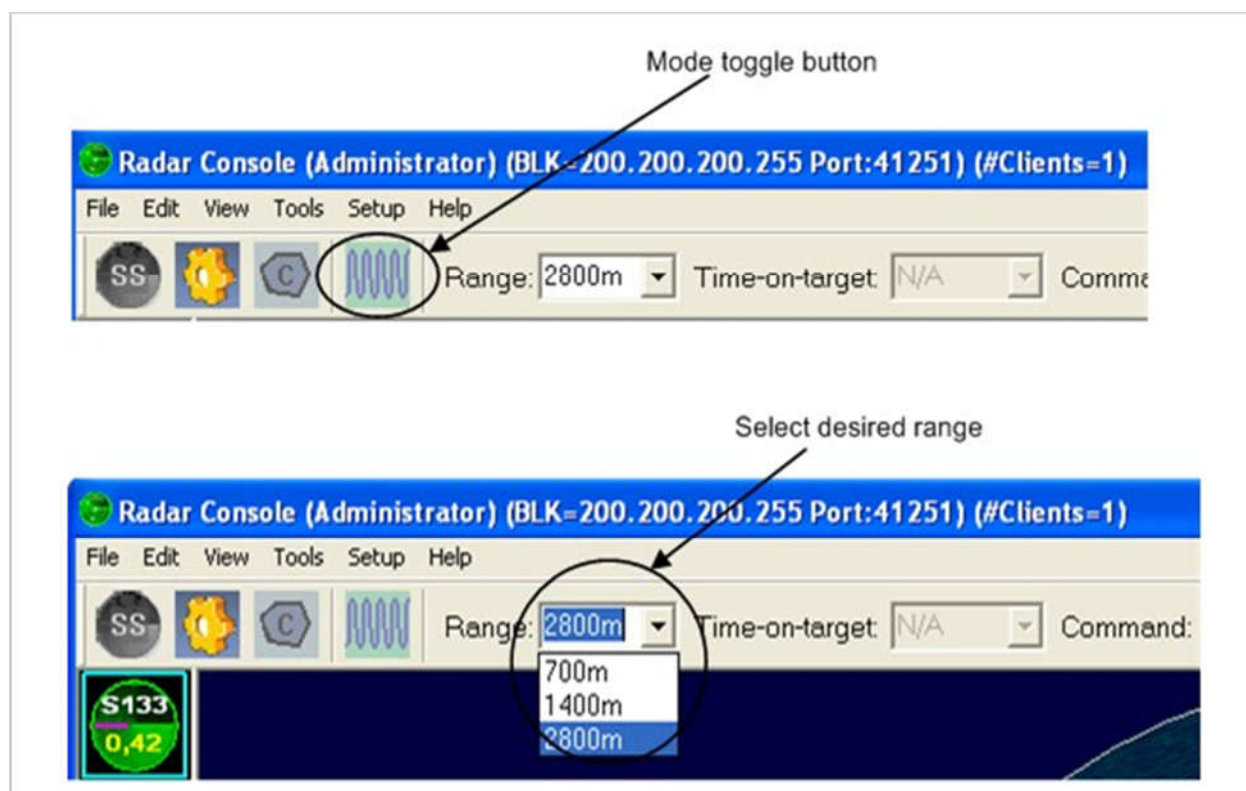 Mode toggle button
Radar Console (Administrator) (BLK=200.200.200.255 Port:41251) (#Clients=1)
File Edit View Tools Setup Help
SS C Range: 2800m Time-on-target: N/A Comma
Select desired range
Radar Console (Administrator) (BLK=200.200.200.255 Port:41251) (#Clients=1)
File Edit View Tools Setup Help
SS C Range: 2800m Time-on-target: N/A Command:
700m
1400m
2800m
S133
0,42